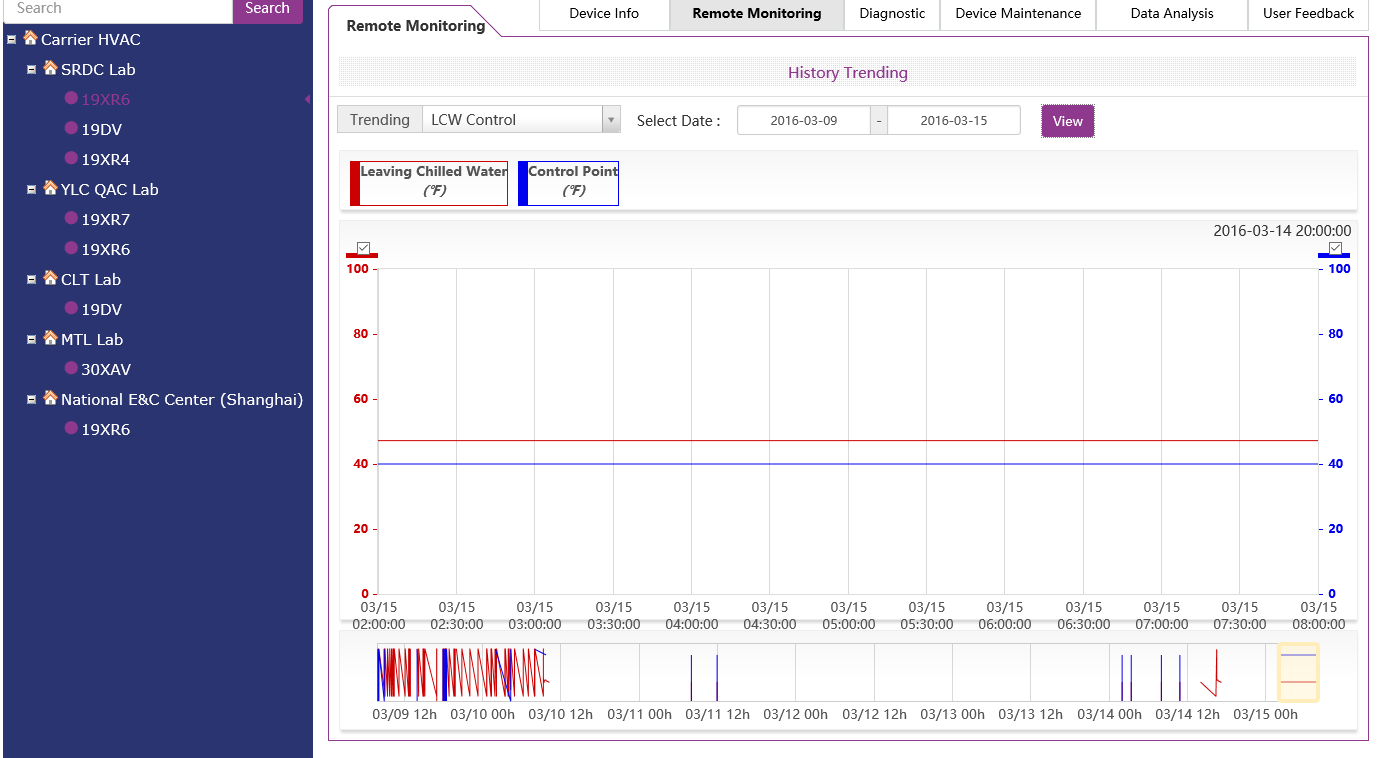 Search
Search
Carrier HVAC
SRDC Lab
19XR6
19DV
19XR4
YLC QAC Lab
19XR7
19XR6
CLT Lab
19DV
MTL Lab
30XAV
National E&C Center (Shanghai)
19XR6
Remote Monitoring
Device Info
Remote Monitoring
Diagnostic
Device Maintenance
Data Analysis
User Feedback
History Trending
Trending
LCW Control
Select Date :
2016-03-09
-
2016-03-15
View
Leaving Chilled Water
(℉)
Control Point
(℉)
2016-03-14 20:00:00
100
80
60
40
20
0
100
80
60
40
20
0
03/15 03/15 03/15 03/15 03/15 03/15 03/15 03/15 03/15 03/15 03/15 03/15 03/15
02:00:00 02:30:00 03:00:00 03:30:00 04:00:00 04:30:00 05:00:00 05:30:00 06:00:00 06:30:00 07:00:00 07:30:00 08:00:00
03/09 12h 03/10 00h 03/10 12h 03/11 00h 03/11 12h 03/12 00h 03/12 12h 03/13 00h 03/13 12h 03/14 00h 03/14 12h 03/15 00h